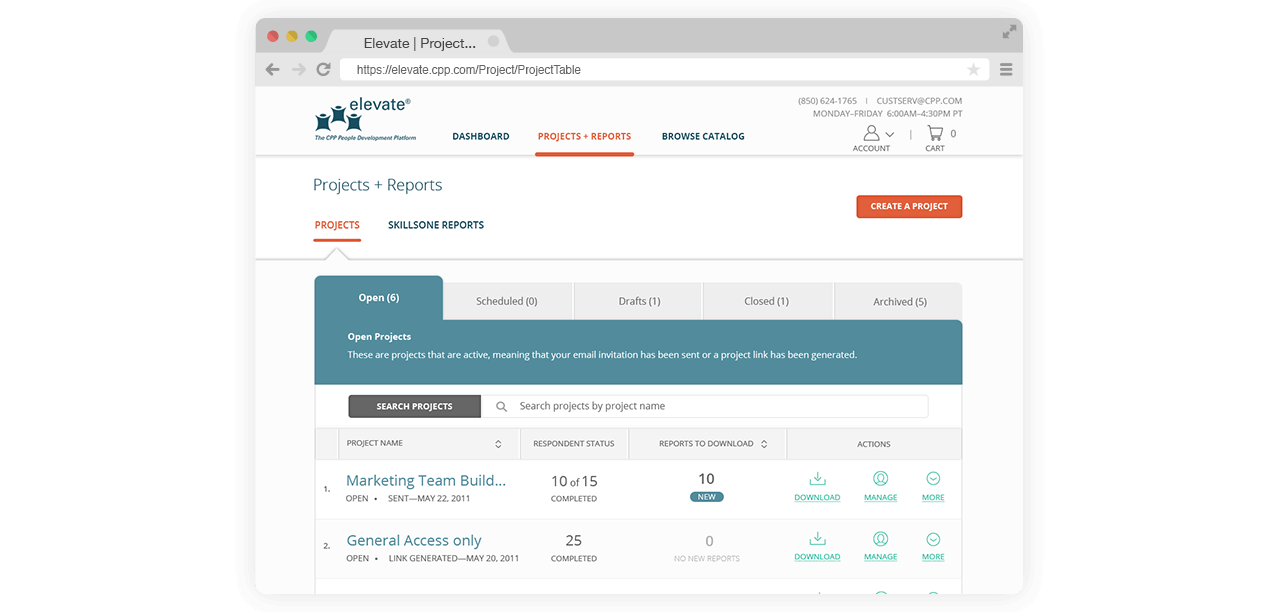 Elevate | Project...
https://elevate.cpp.com/Project/ProjectTable
elevate®
The CPP People Development Platform
(850) 624-1765 | CUSTSERV@CPP.COM
MONDAY–FRIDAY 6:00AM–4:30PM PT
DASHBOARD
PROJECTS + REPORTS
BROWSE CATALOG
ACCOUNT
|
0
CART
Projects + Reports
CREATE A PROJECT
PROJECTS
SKILLSONE REPORTS
Open (6)
Scheduled (0)
Drafts (1)
Closed (1)
Archived (5)
Open Projects
These are projects that are active, meaning that your email invitation has been sent or a project link has been generated.
SEARCH PROJECTS
Search projects by project name
PROJECT NAME
RESPONDENT STATUS
REPORTS TO DOWNLOAD
ACTIONS
1.
Marketing Team Build...
OPEN • SENT—MAY 22, 2011
10 of 15
COMPLETED
10
NEW
DOWNLOAD
MANAGE
MORE
2.
General Access only
OPEN • LINK GENERATED—MAY 20, 2011
25
COMPLETED
0
NO NEW REPORTS
DOWNLOAD
MANAGE
MORE